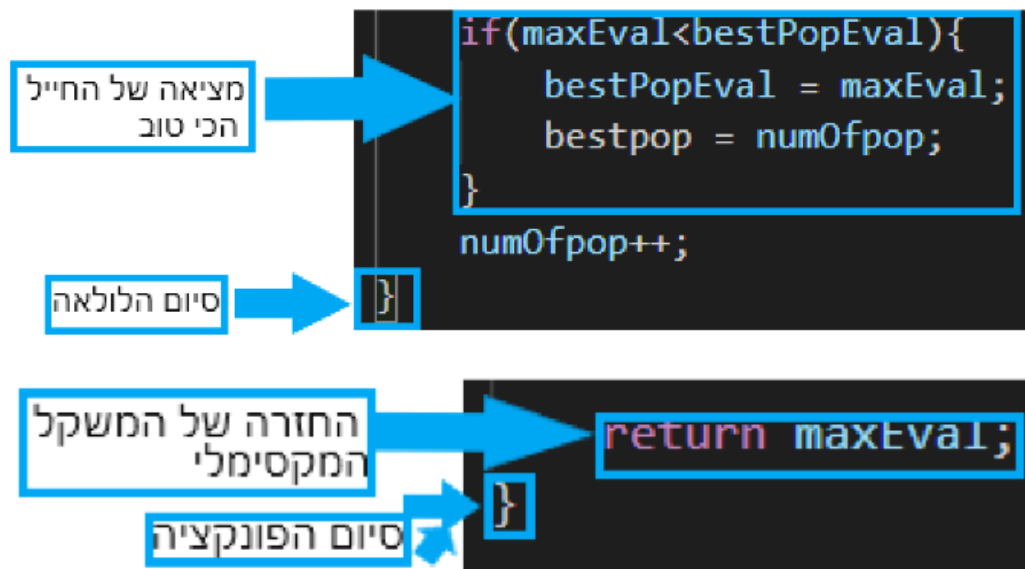 if(maxEval<bestPopEval){
מציאה של החייל
הכי טוב
bestPopEval = maxEval;
bestpop = numOfpop;
}
numOfpop++;
סיום הלולאה
}
החזרה של המשקל
המקסימלי
return maxEval;
}
סיום הפונקציה